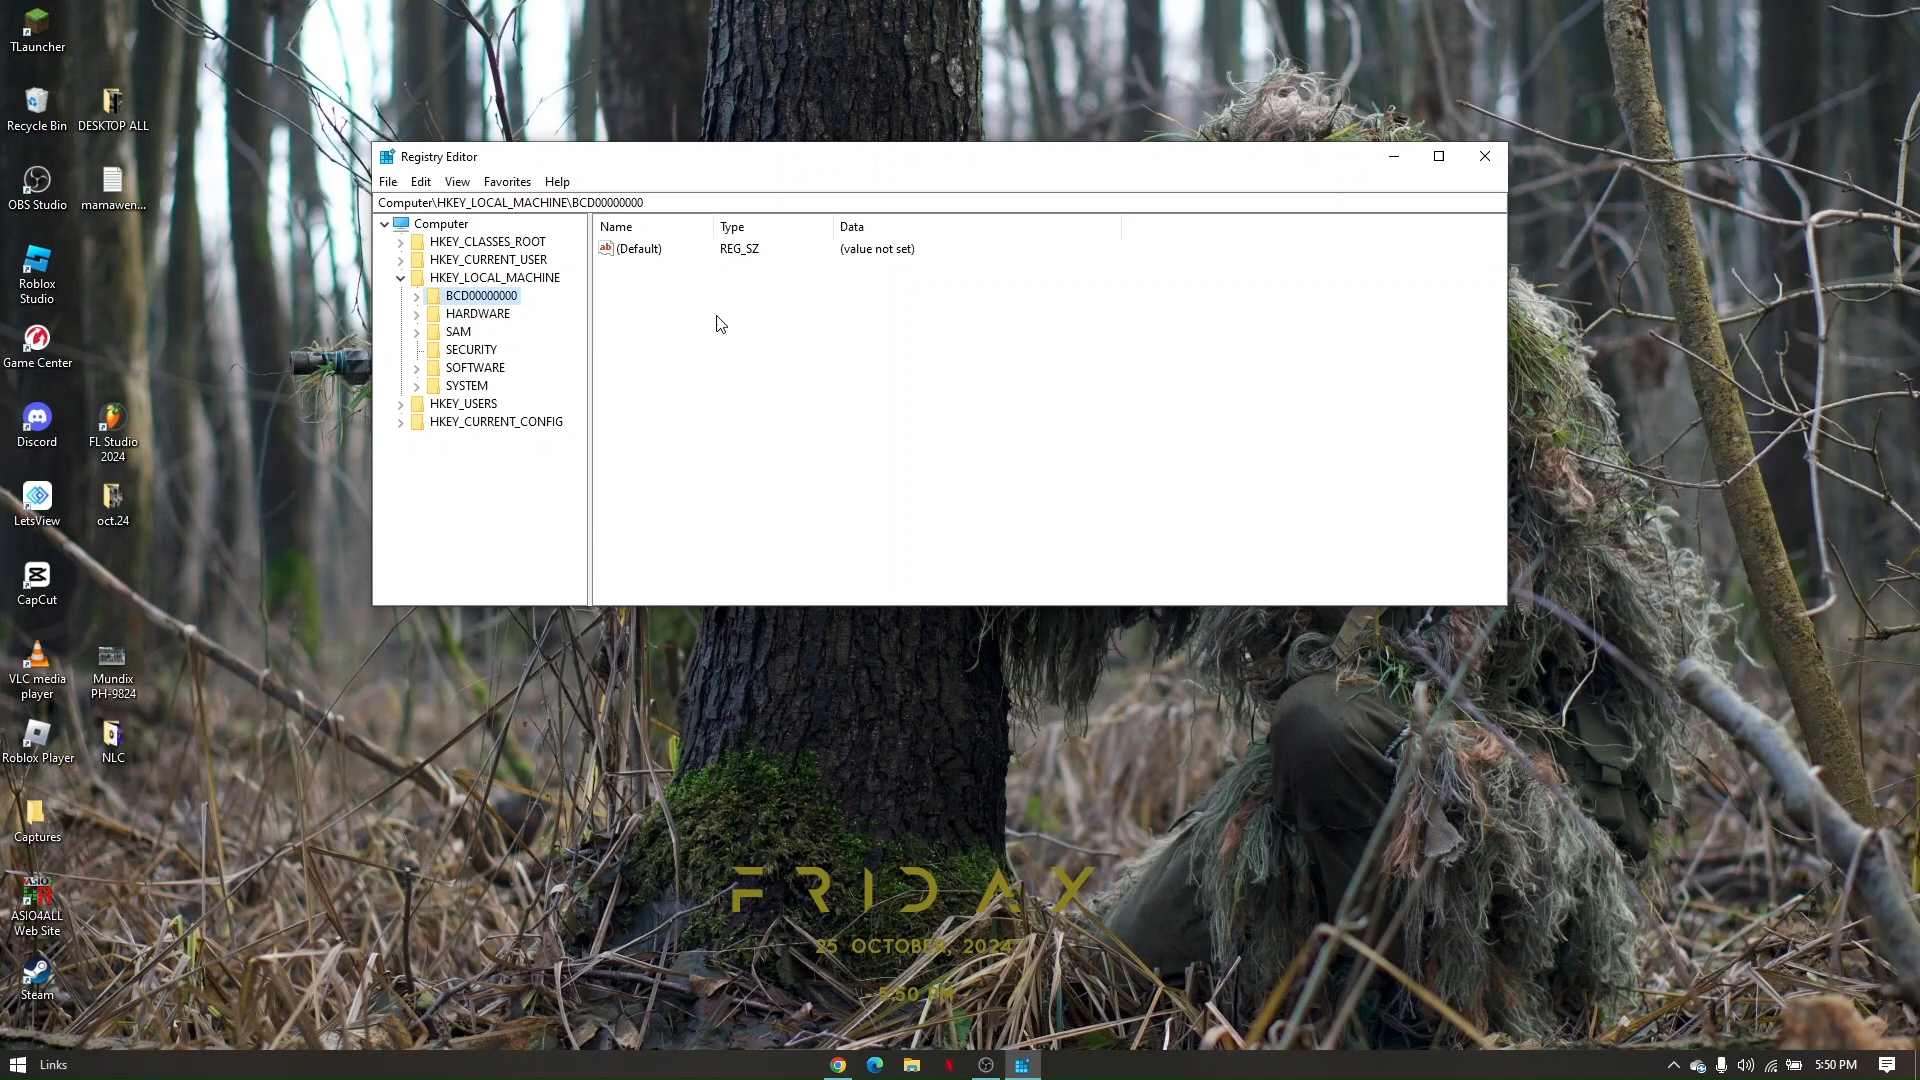 TLauncher
Recycle Bin
DESKTOP ALL
OBS Studio
mamawen...
Roblox
Studio
Game Center
Discord
FL Studio
2024
LetsView
oct.24
CapCut
VLC media
player
Mundix
PH-9824
Roblox Player
NLC
Captures
ASIO4ALL
Web Site
Steam
Registry Editor
File Edit View Favorites Help
Computer\HKEY_LOCAL_MACHINE\BCD00000000
Computer
HKEY_CLASSES_ROOT
HKEY_CURRENT_USER
HKEY_LOCAL_MACHINE
BCD00000000
HARDWARE
SAM
SECURITY
SOFTWARE
SYSTEM
HKEY_USERS
HKEY_CURRENT_CONFIG
Name Type Data
ab (Default) REG_SZ (value not set)
FRIDAY
25 OCTOBER, 2024
- 5:50 PM -
Links
5:50 PM